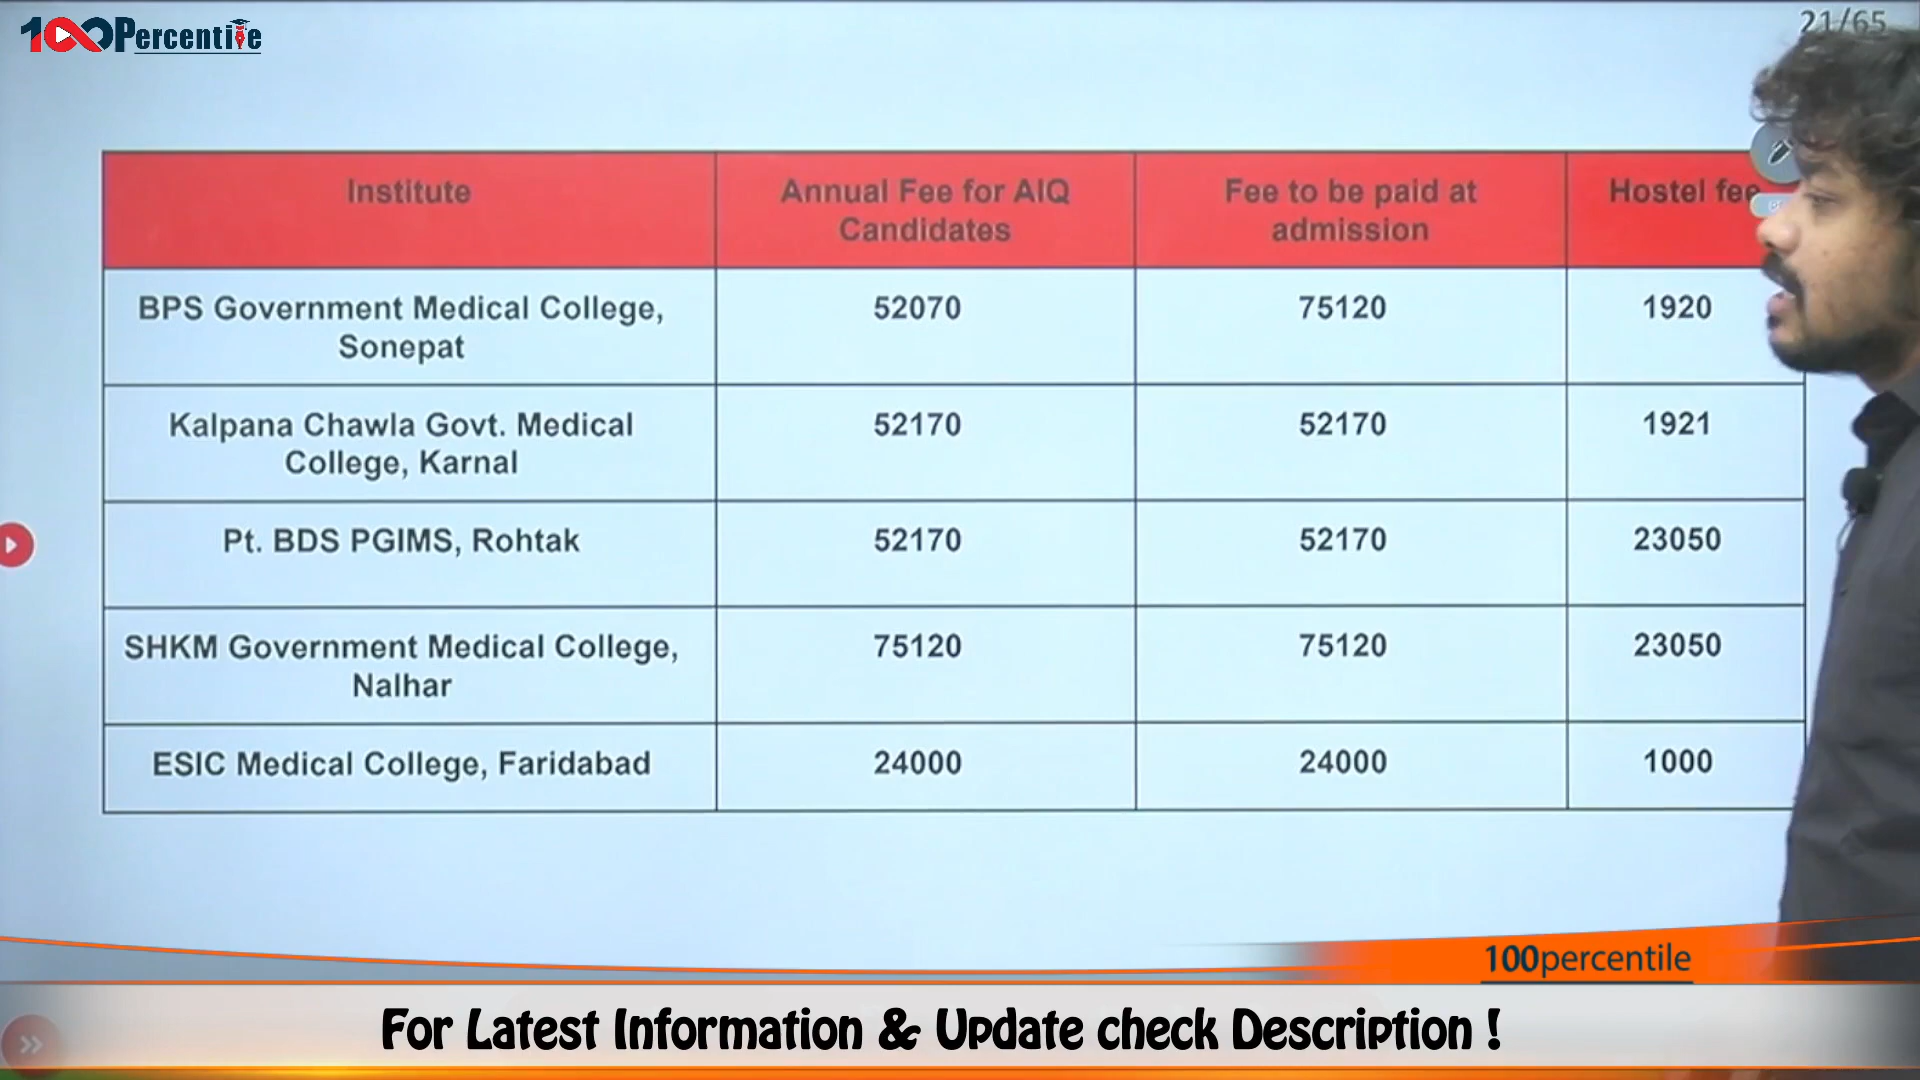 100Percentile
21/65
Institute
Annual Fee for AIQ
Candidates
Fee to be paid at
admission
Hostel fee
BPS Government Medical College,
Sonepat
52070
75120
1920
Kalpana Chawla Govt. Medical
College, Karnal
52170
52170
1921
Pt. BDS PGIMS, Rohtak
52170
52170
23050
SHKM Government Medical College,
Nalhar
75120
75120
23050
ESIC Medical College, Faridabad
24000
24000
1000
100percentile
For Latest Information & Update check Description !